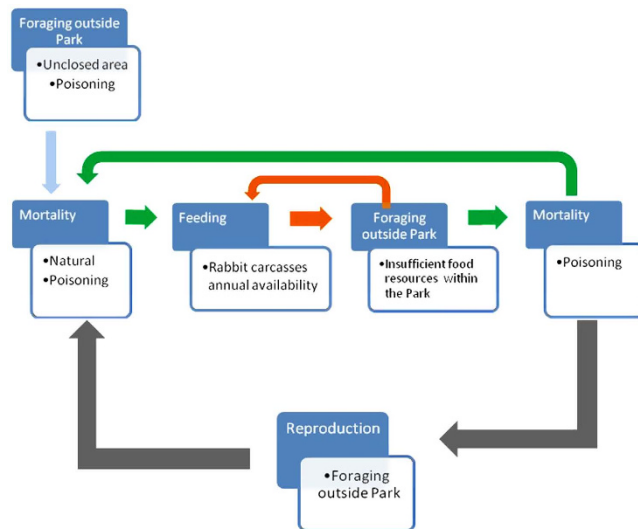 Foraging outside
Park
•Unclosed area
•Poisoning
Mortality
•Natural
•Poisoning
Feeding
•Rabbit carcasses
annual availability
Foraging
outside Park
•Insufficient food
resources within
the Park
Mortality
•Poisoning
Reproduction
•Foraging
outside Park